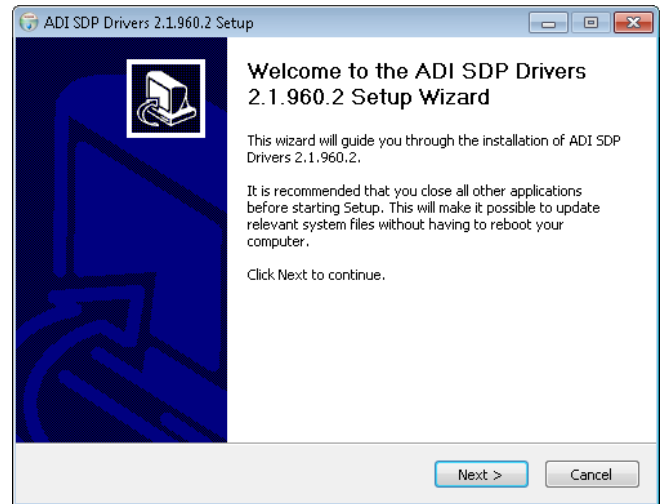 ADI SDP Drivers 2.1.960.2 Setup
Welcome to the ADI SDP Drivers
2.1.960.2 Setup Wizard
This wizard will guide you through the installation of ADI SDP
Drivers 2.1.960.2.
It is recommended that you close all other applications
before starting Setup. This will make it possible to update
relevant system files without having to reboot your
computer.
Click Next to continue.
Next >
Cancel